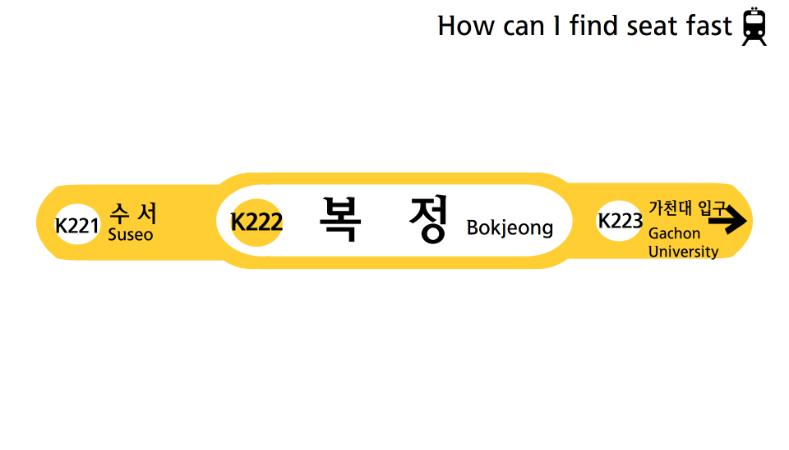 How can I find seat fast
K221 수 서
Suseo
K222 복 정 Bokjeong
K223 가천대 입구
Gachon
University